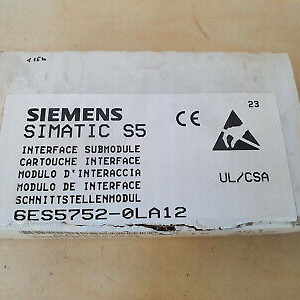 SIEMENS
SIMATIC S5
INTERFACE SUBMODULE
CARTOUCHE INTERFACE
MODULO D'INTERACCIA
MODULO DE INTERFACE
SCHNITTSTELLENMODUL
6ES5752-0LA12
CE
23
UL/CSA